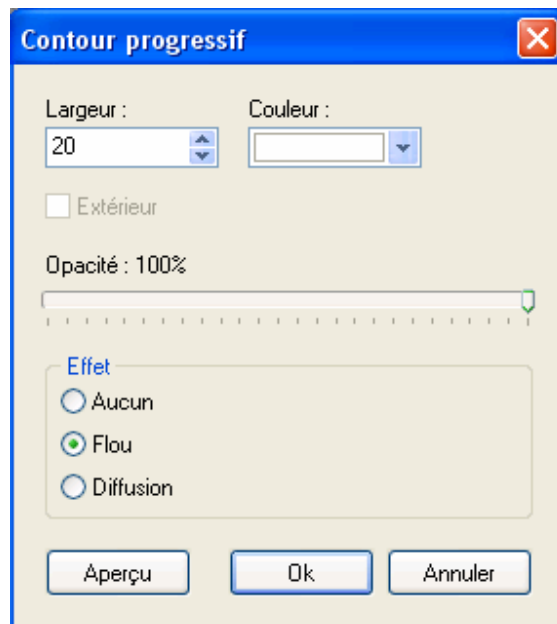 Contour progressif
Largeur : Couleur :
20
Extérieur
Opacité : 100%
Effet
Aucun
Flou
Diffusion
Aperçu Ok Annuler